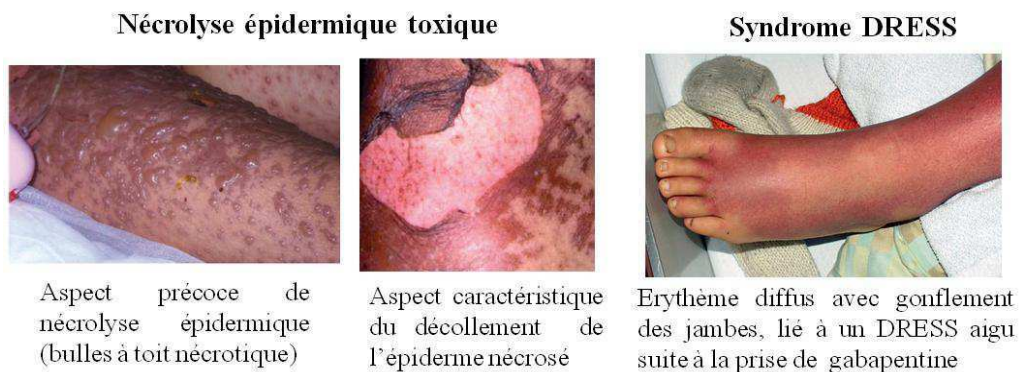 Nécrolyse épidermique toxique
Syndrome DRESS
Aspect précoce de
nécrolyse épidermique
(bulles à toit nécrotique)
Aspect caractéristique
du décollement de
l'épiderme nécrosé
Erythème diffus avec gonflement
des jambes, lié à un DRESS aigu
suite à la prise de gabapentine